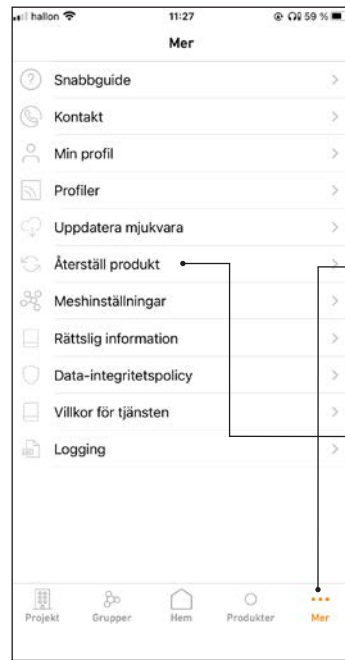 hallon 11:27 59 %
Mer
Snabbguide
Kontakt
Min profil
Profiler
Uppdatera mjukvara
Återställ produkt
Meshinställningar
Rättslig information
Data-integritetspolicy
Villkor för tjänsten
Logging
Projekt Grupper Hem Produkter Mer